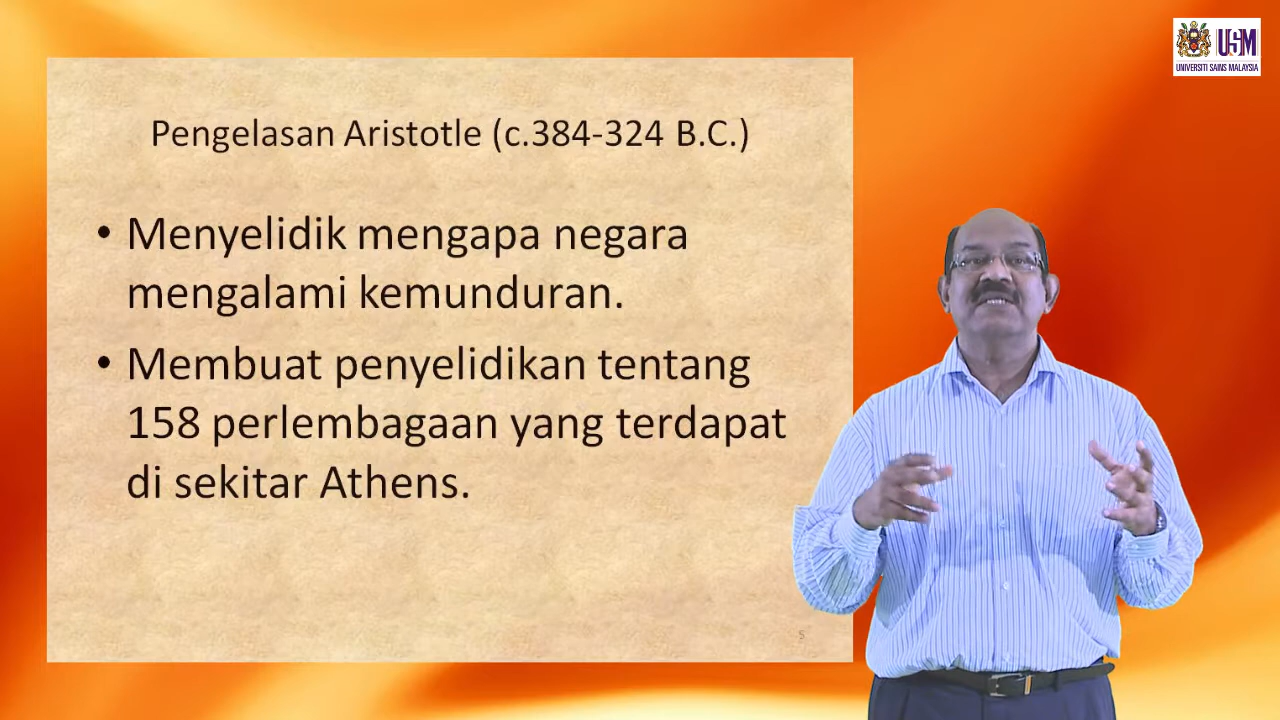 USM
UNIVERSITI SAINS MALAYSIA
Pengelasan Aristotle (c.384-324 B.C.)
• Menyelidik mengapa negara
mengalami kemunduran.
• Membuat penyelidikan tentang
158 perlembagaan yang terdapat
di sekitar Athens.
5